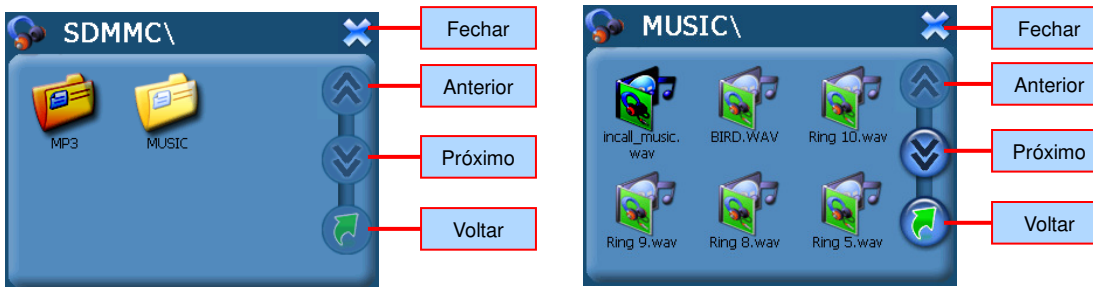 SDMMC\
Fechar
Anterior
MP3
MUSIC
Próximo
Voltar
MUSIC\
Fechar
Anterior
incall_music.
wav
BIRD.WAV
Ring 10.wav
Próximo
Ring 9.wav
Ring 8.wav
Ring 5.wav
Voltar